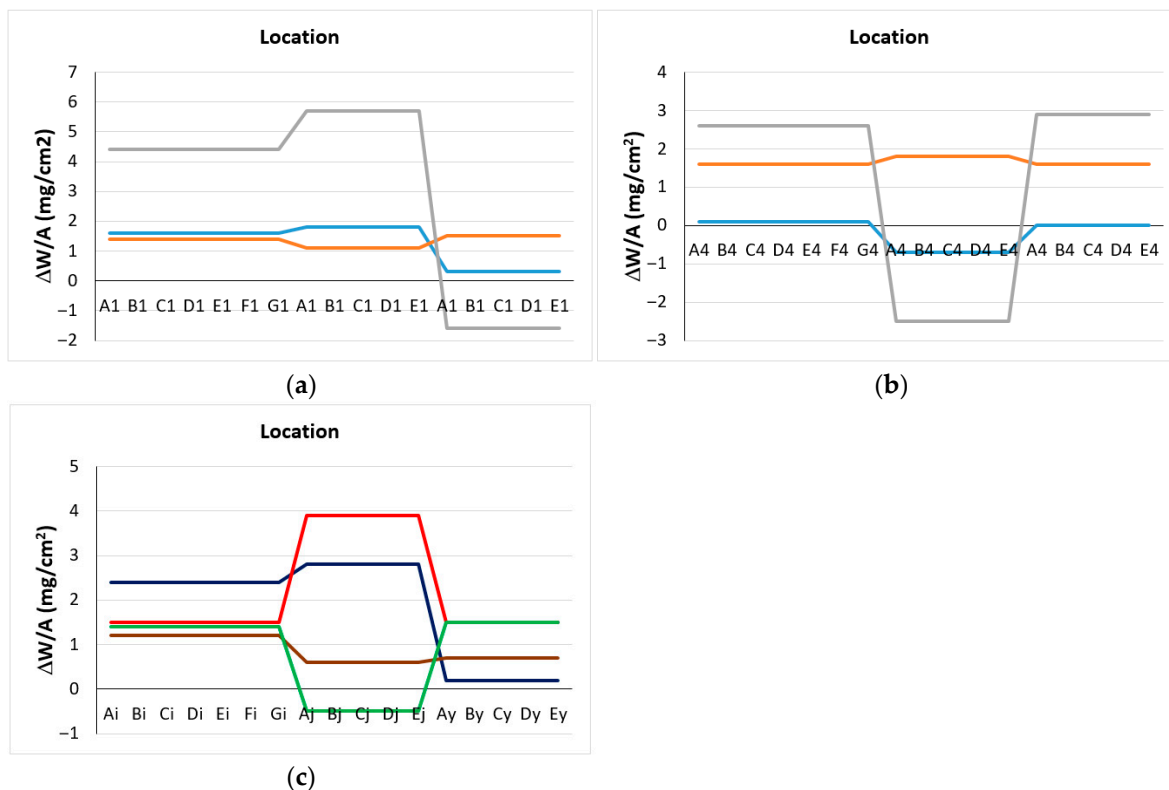 Location
ΔW/A (mg/cm2)
7
6
5
4
3
2
1
0
−1
−2
A1 B1 C1 D1 E1 F1 G1 A1 B1 C1 D1 E1 A1 B1 C1 D1 E1
(a)
Location
ΔW/A (mg/cm²)
4
3
2
1
0
−1
−2
−3
A4 B4 C4 D4 E4 F4 G4 A4 B4 C4 D4 E4 A4 B4 C4 D4 E4
(b)
Location
ΔW/A (mg/cm²)
5
4
3
2
1
0
−1
Ai Bi Ci Di Ei Fi Gi Aj Bj Cj Dj Ej Ay By Cy Dy Ey
(c)